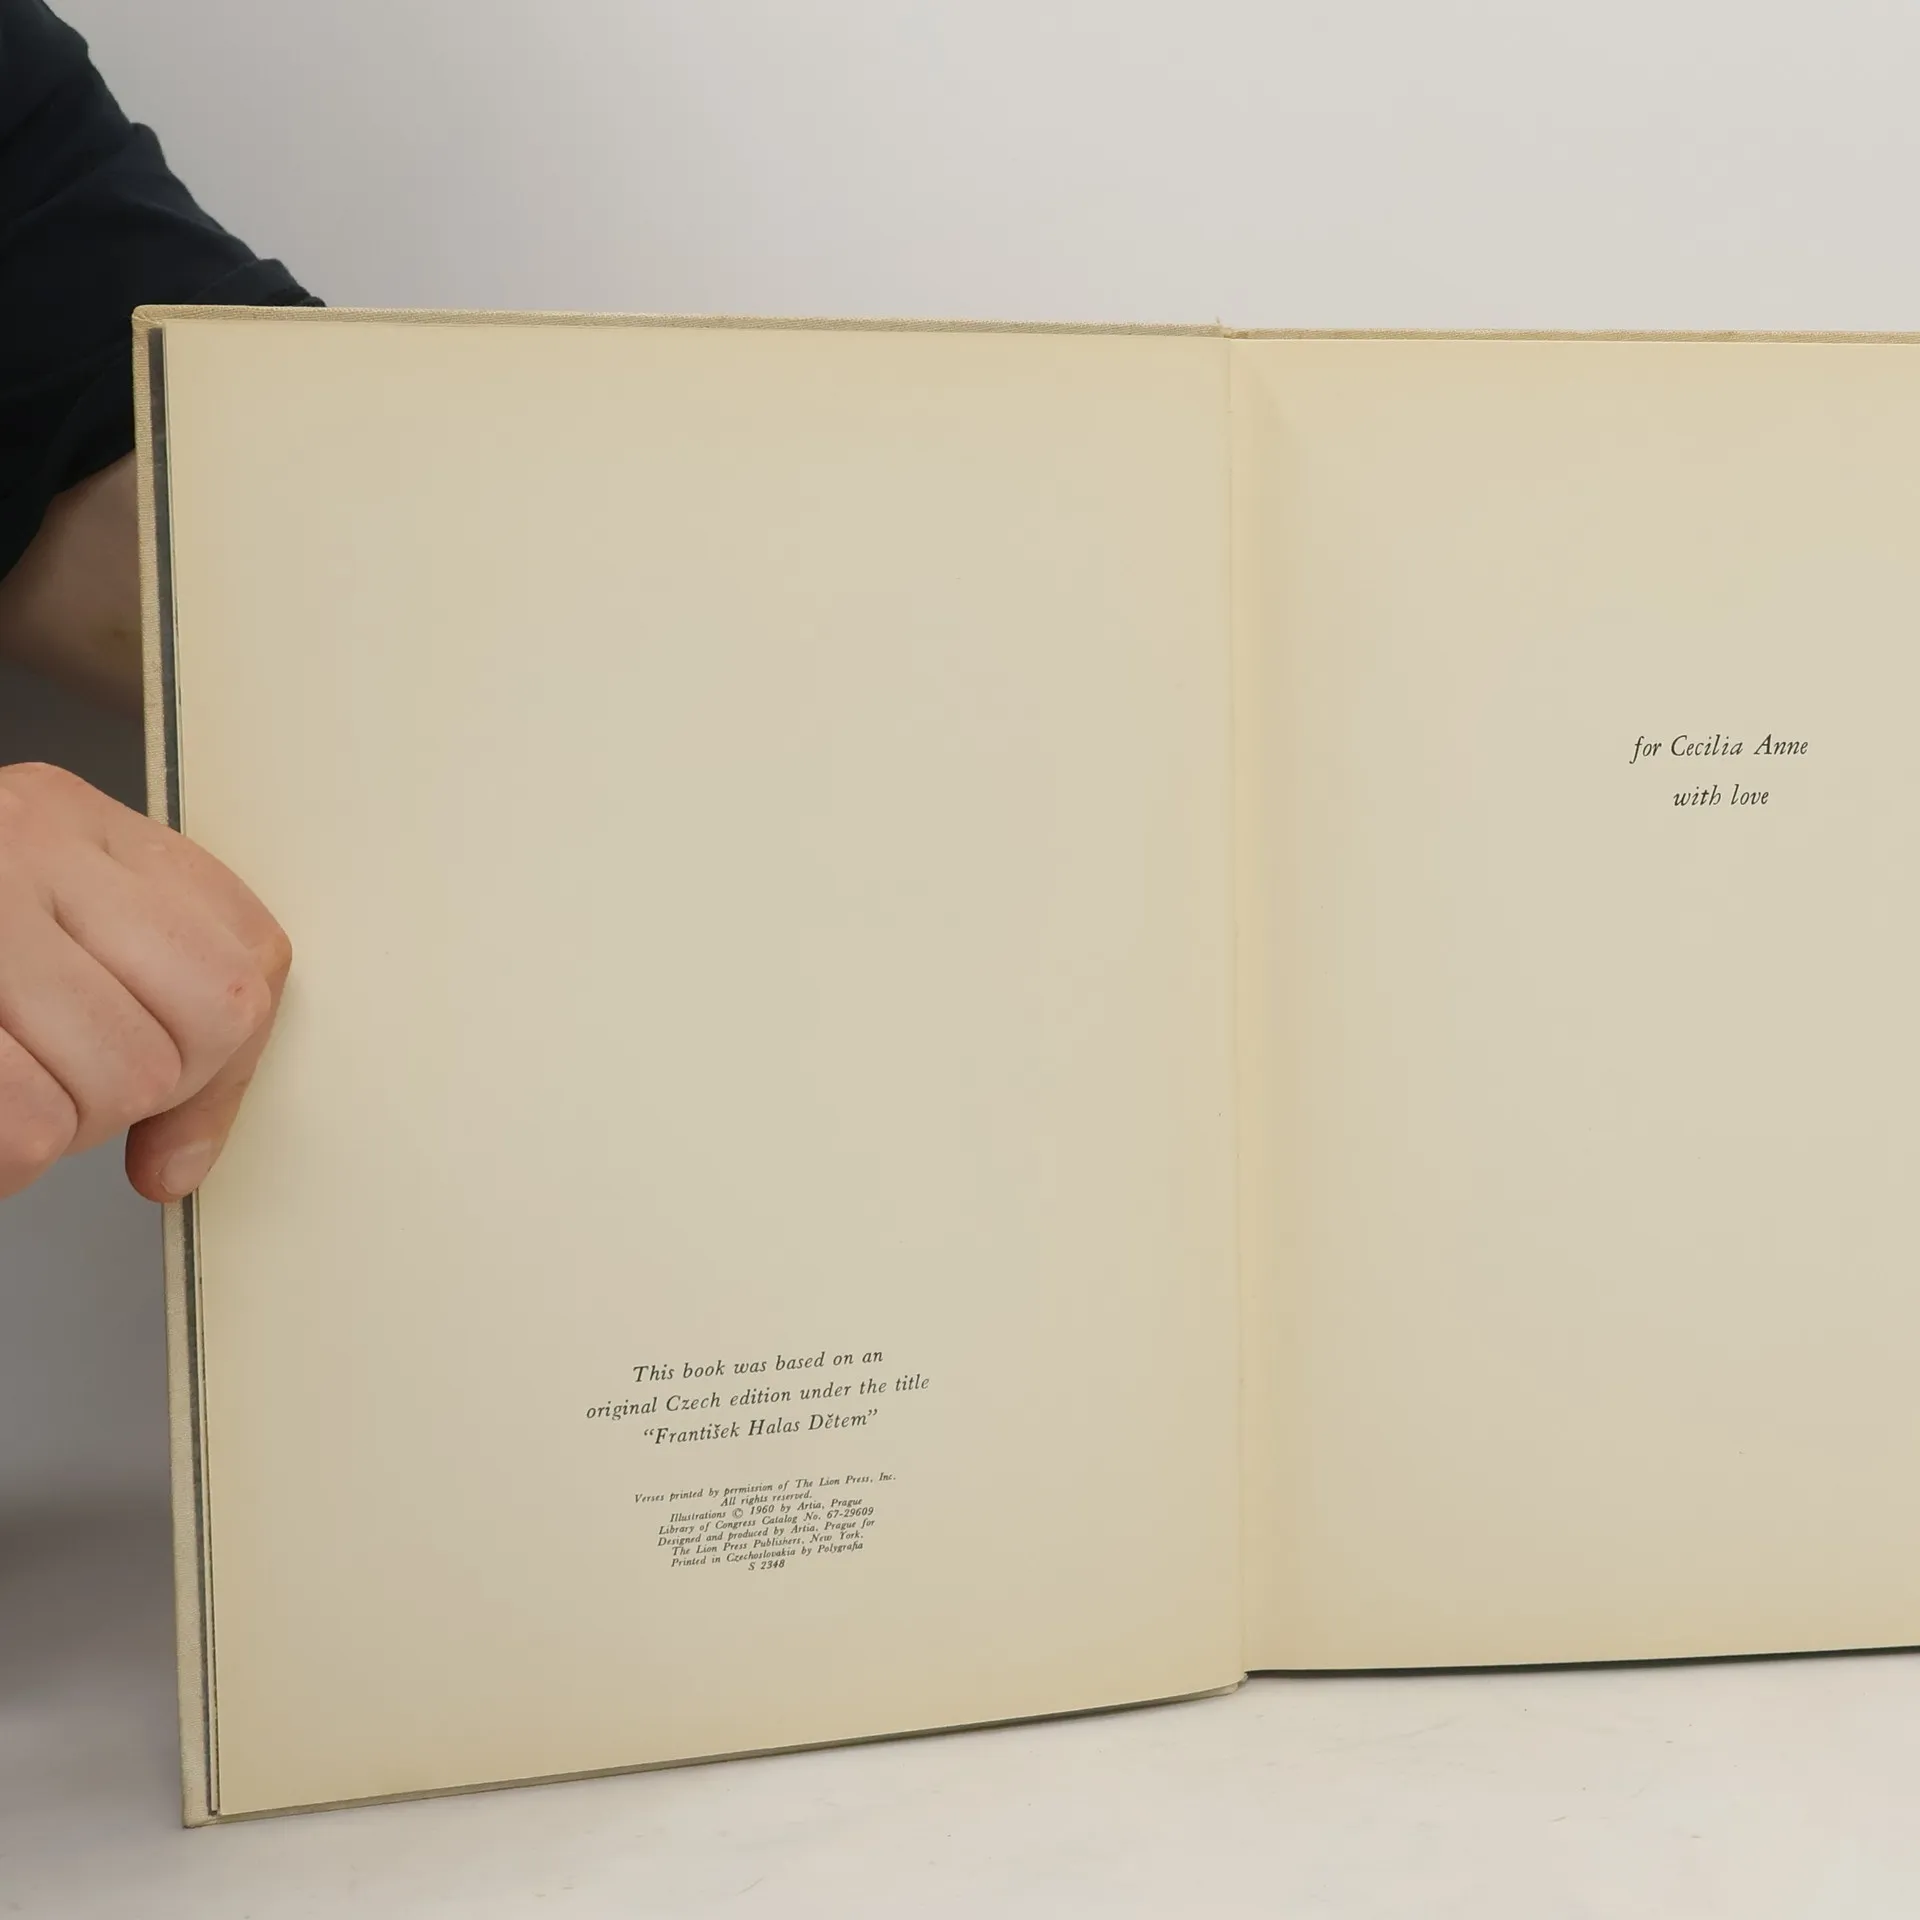 This book was based on an
original Czech edition under the title
“František Halas Dětem”
Verses printed by permission of The Lion Press, Inc.
All rights reserved.
Illustrations © 1960 by Artia, Prague
Library of Congress Catalog No. 67-29609
Designed and produced by Artia, Prague for
The Lion Press Publishers, New York.
Printed in Czechoslovakia by Polygrafia
S 2348
for Cecilia Anne
with love